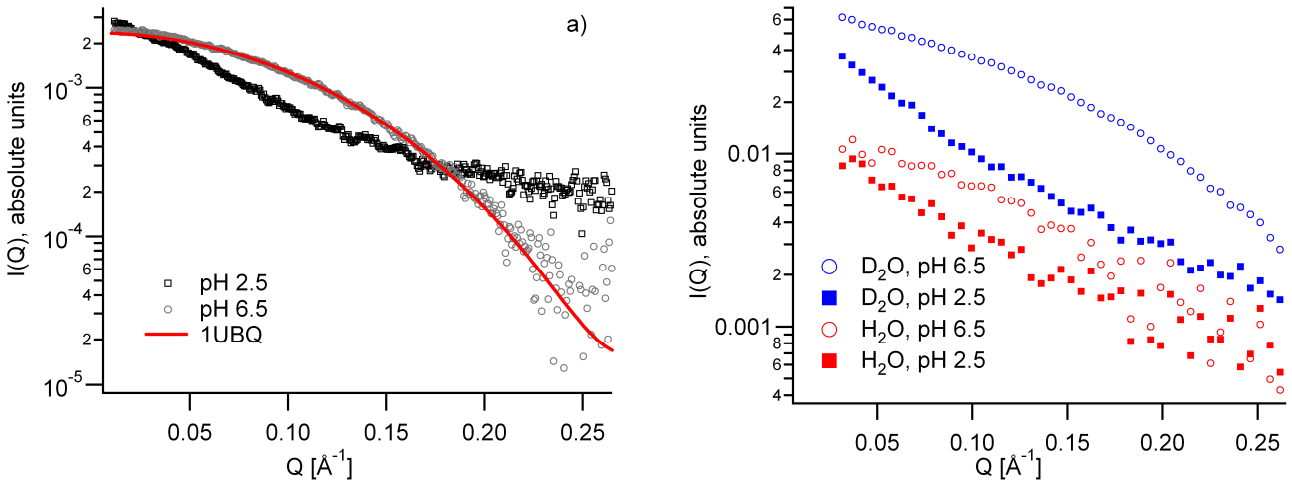 a)
I(Q), absolute units
2
10⁻³
6
4
2
10⁻⁴
6
4
2
10⁻⁵
pH 2.5
pH 6.5
1UBQ
0.05 0.10 0.15 0.20 0.25
Q [Å⁻¹]
I(Q), absolute units
6
4
2
0.01
8
6
4
2
0.001
8
6
4
D₂O, pH 6.5
D₂O, pH 2.5
H₂O, pH 6.5
H₂O, pH 2.5
0.05 0.10 0.15 0.20 0.25
Q [Å⁻¹]